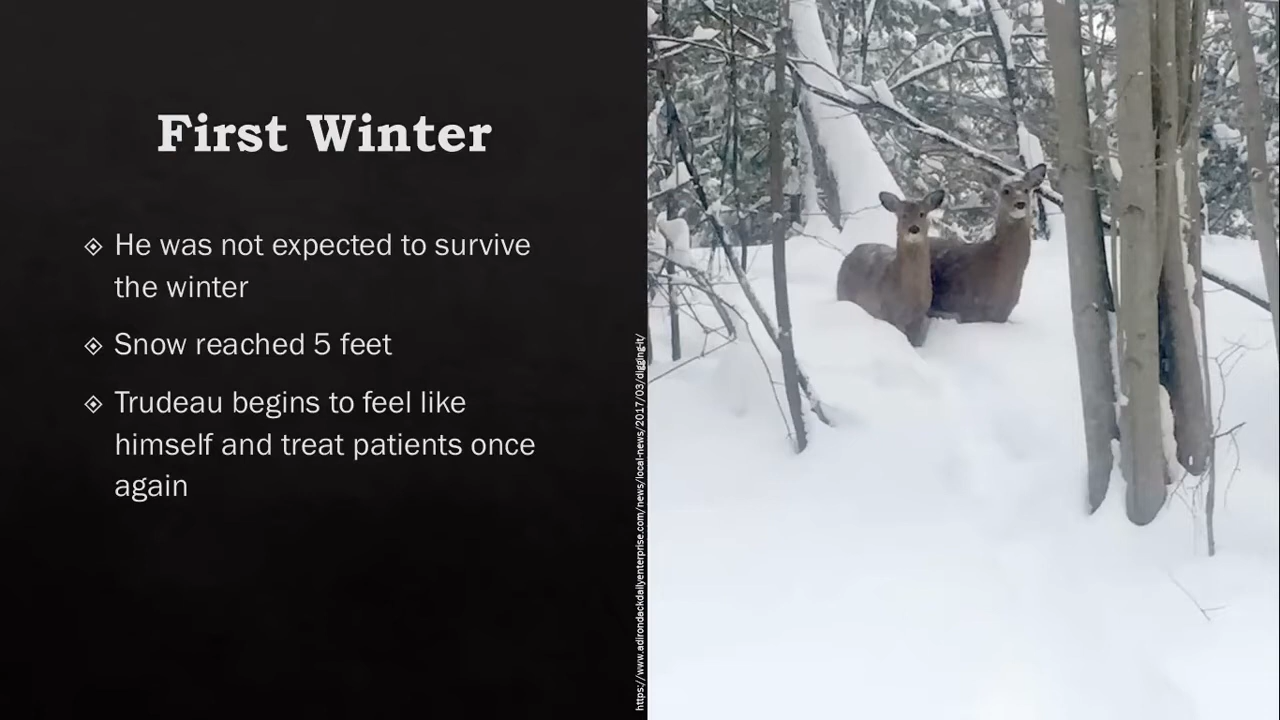 First Winter
He was not expected to survive
the winter
Snow reached 5 feet
Trudeau begins to feel like
himself and treat patients once
again
https://www.adirondackdailyenterprise.com/news/local-news/2017/03/digging-it/